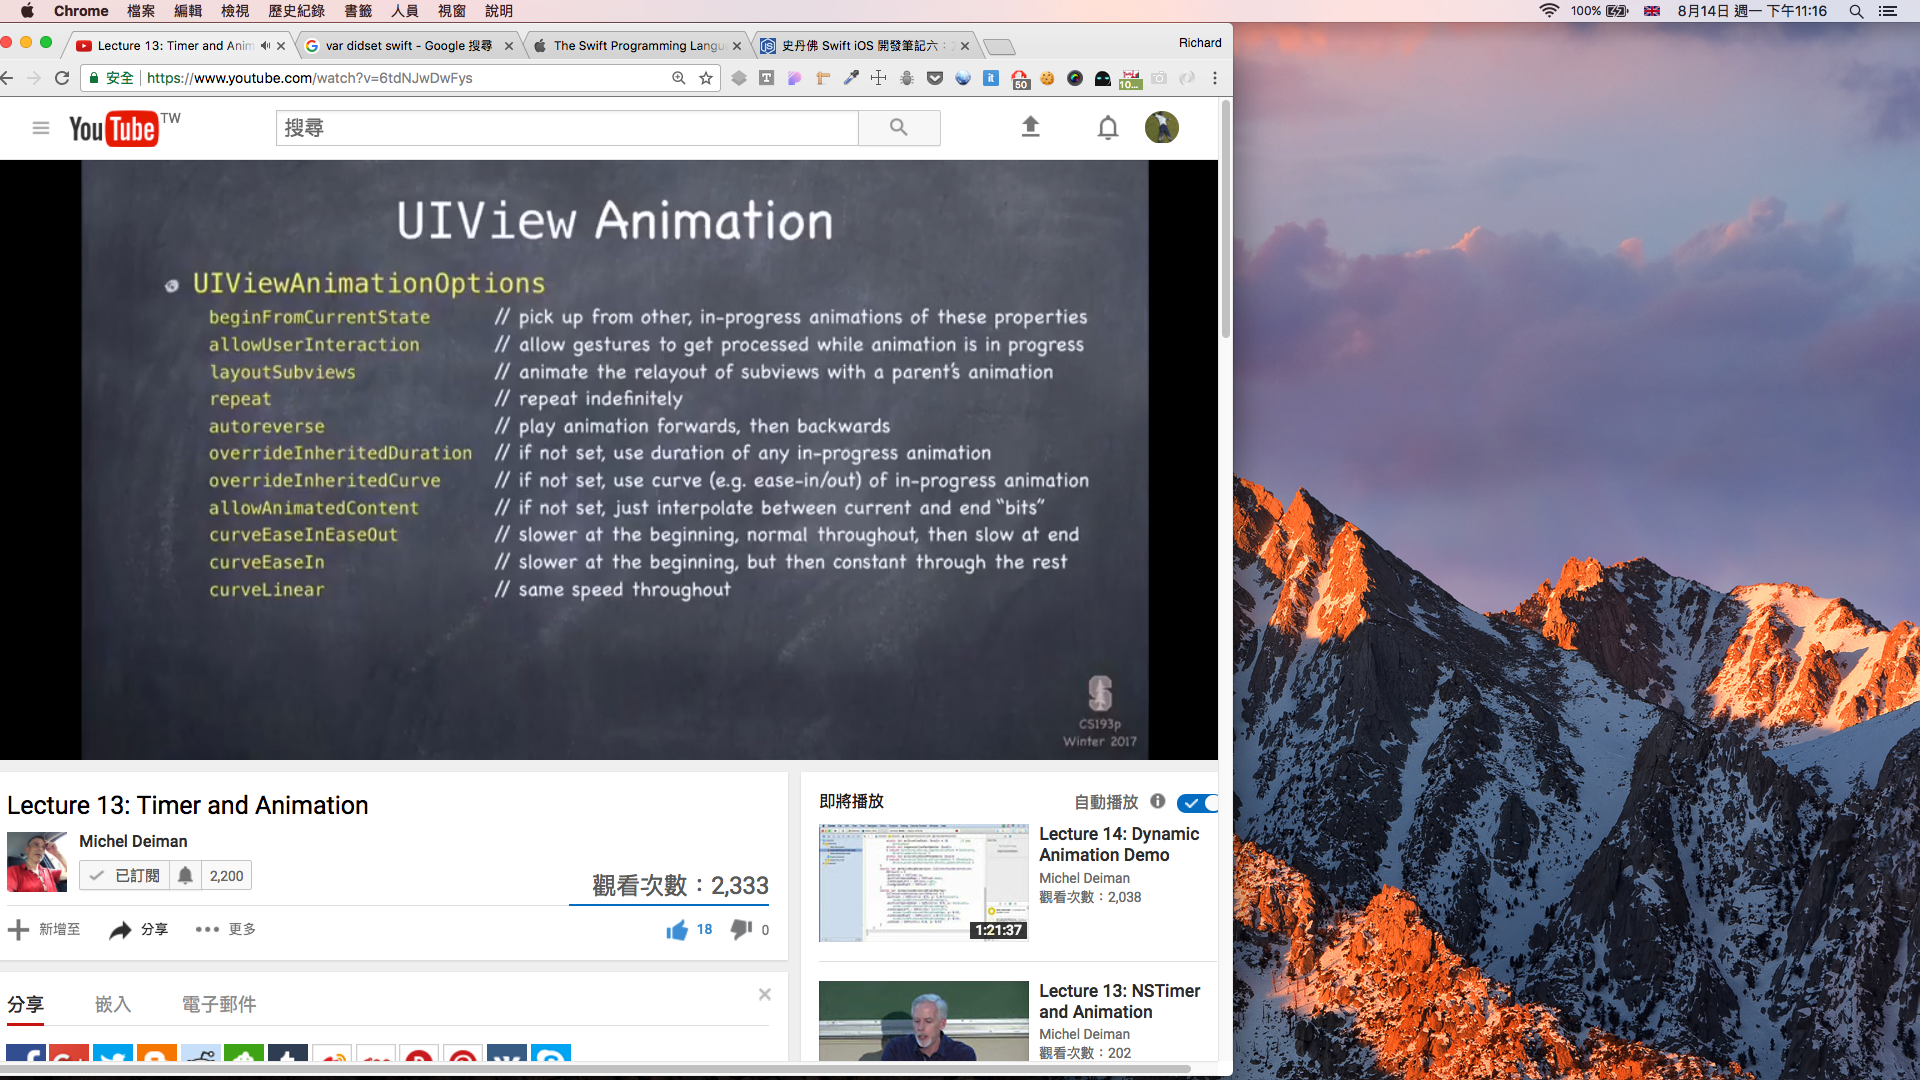 Chrome 檔案 編輯 檢視 歷史紀錄 書籤 人員 視窗 說明 100% 8月14日 週一 下午11:16
Lecture 13: Timer and Anim var didset swift - Google 搜尋 The Swift Programming Langu 史丹佛 Swift iOS 開發筆記六： Richard
安全 https://www.youtube.com/watch?v=6tdNJwDwFys
YouTube TW 搜尋
UIView Animation
UIViewAnimationOptions
beginFromCurrentState // pick up from other, in-progress animations of these properties
allowUserInteraction // allow gestures to get processed while animation is in progress
layoutSubviews // animate the relayout of subviews with a parent's animation
repeat // repeat indefinitely
autoreverse // play animation forwards, then backwards
overrideInheritedDuration // if not set, use duration of any in-progress animation
overrideInheritedCurve // if not set, use curve (e.g. ease-in/out) of in-progress animation
allowAnimatedContent // if not set, just interpolate between current and end “bits”
curveEaseInEaseOut // slower at the beginning, normal throughout, then slow at end
curveEaseIn // slower at the beginning, but then constant through the rest
curveLinear // same speed throughout
CS193p
Winter 2017
Lecture 13: Timer and Animation
Michel Deiman
已訂閱 2,200
觀看次數：2,333
新增至 分享 更多 18 0
分享 嵌入 電子郵件
即將播放 自動播放
Lecture 14: Dynamic
Animation Demo
Michel Deiman
觀看次數：2,038
1:21:37
Lecture 13: NSTimer
and Animation
Michel Deiman
觀看次數：202